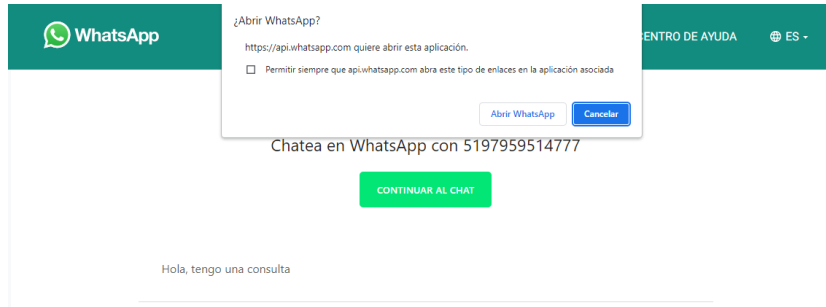 WhatsApp
¿Abrir WhatsApp?
https://api.whatsapp.com quiere abrir esta aplicación.
Permitir siempre que api.whatsapp.com abra este tipo de enlaces en la aplicación asociada
Abrir WhatsApp
Cancelar
ENTRO DE AYUDA
ES
Chatea en WhatsApp con 5197959514777
CONTINUAR AL CHAT
Hola, tengo una consulta